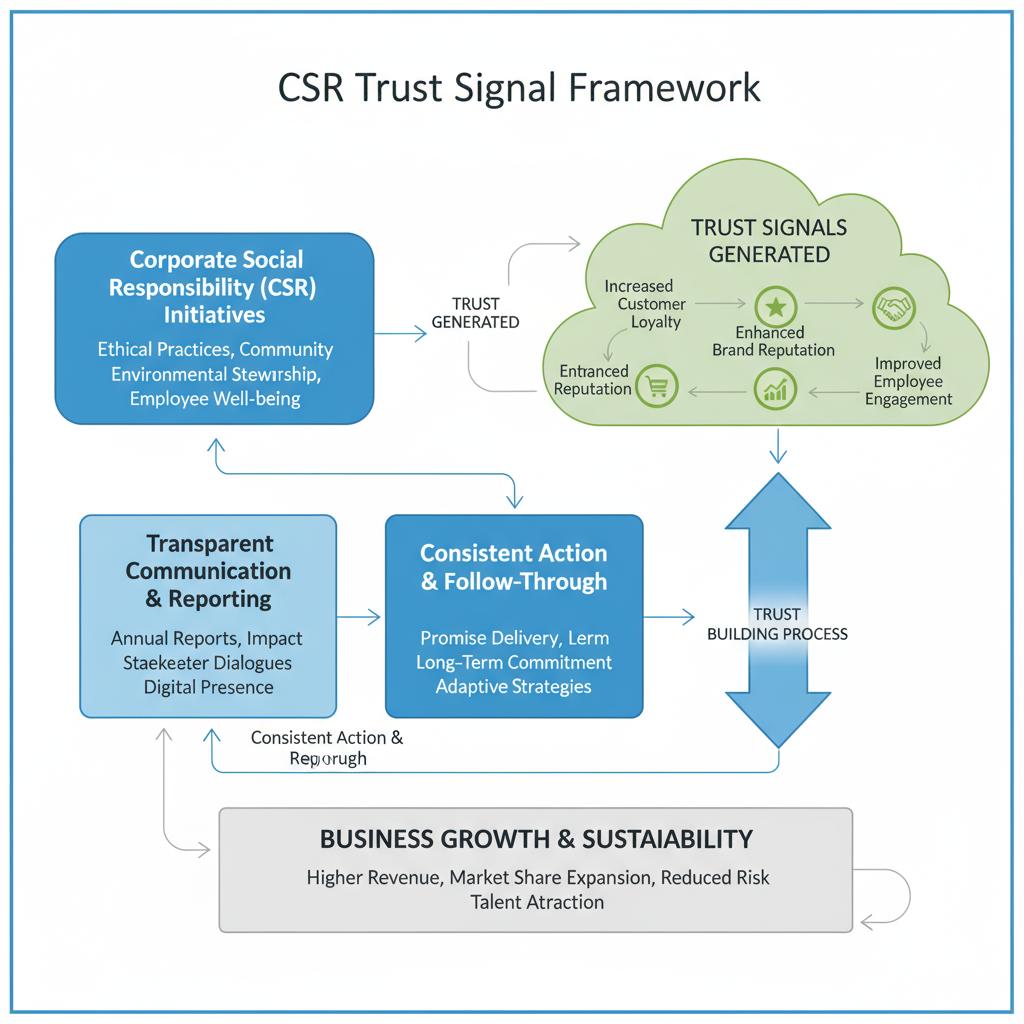 CSR Trust Signal Framework
Corporate Social
Responsibility (CSR)
Initiatives
Ethical Practices, Community
Environmental Stewırship,
Employee Well-being
TRUST
GENERATED
TRUST SIGNALS
GENERATED
Increased
Customer
Loyalty
Enhanced
Brand Reputation
Improved
Employee
Engagement
Entranced
Reputation
Transparent
Communication
& Reporting
Annual Reports, Impact
Staekeater Dialogues
Digital Presence
Consistent Action
& Follow-Through
Promise Delivery, Lerm
Long-Term Commitment
Adaptive Strategies
TRUST
BUILDING PROCESS
Consistent Action &
BUSINESS GROWTH & SUSTAIABILITY
Higher Revenue, Market Share Expansion, Reduced Risk
Talent Atraction